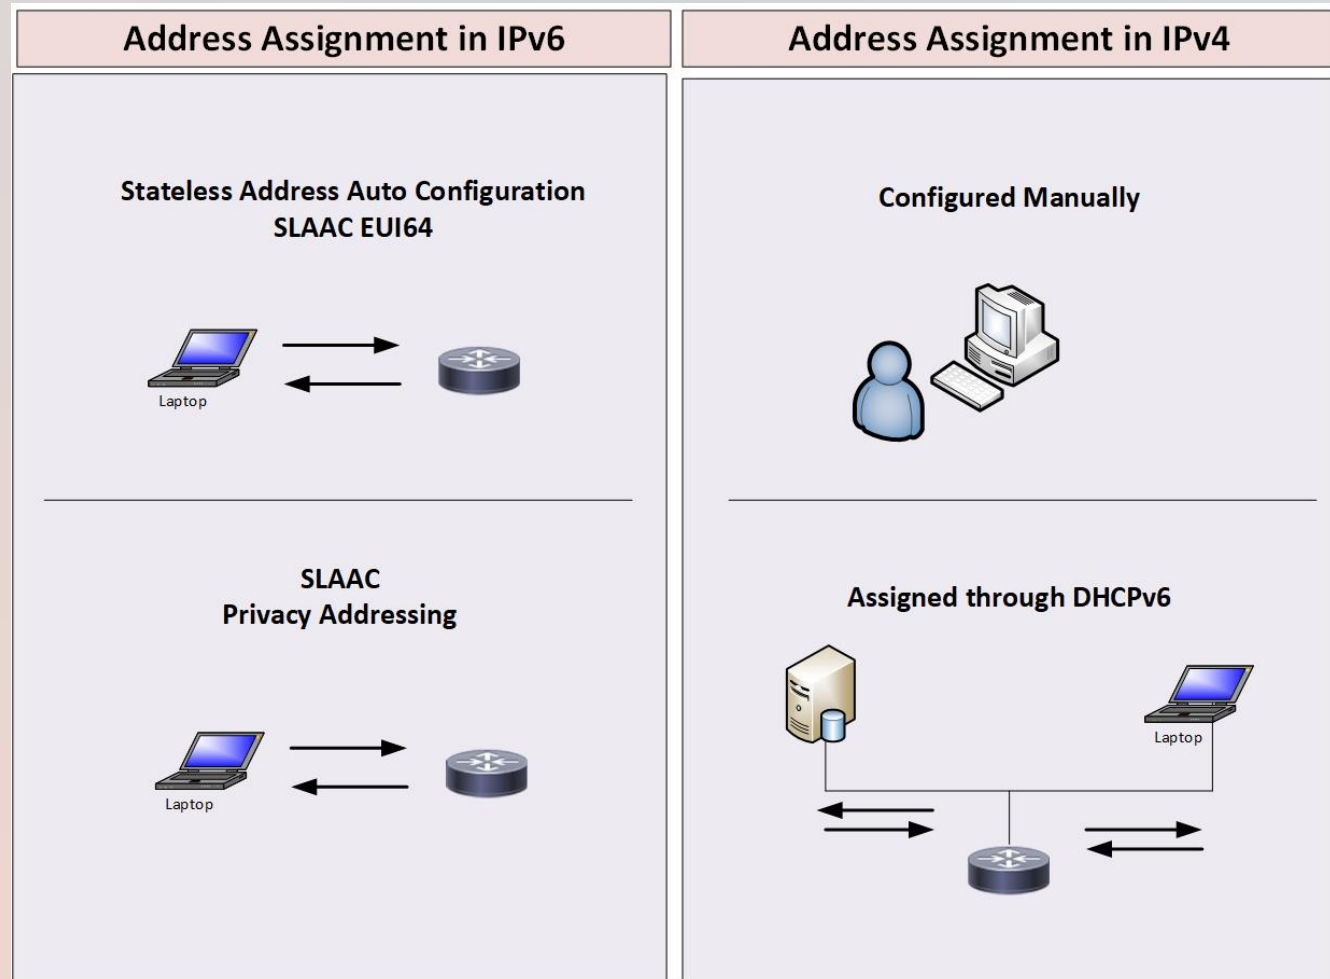 Address Assignment in IPv6
Address Assignment in IPv4
Stateless Address Auto Configuration
SLAAC EUI64
Laptop
SLAAC
Privacy Addressing
Laptop
Configured Manually
Assigned through DHCPv6
Laptop